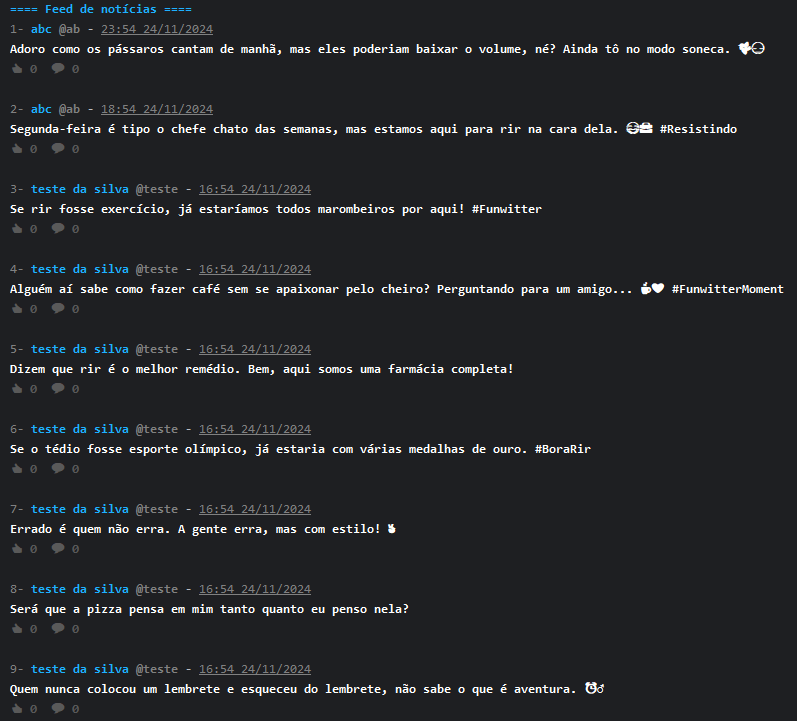 ==== Feed de notícias ====
1- abc @ab - 23:54 24/11/2024
Adoro como os pássaros cantam de manhã, mas eles poderiam baixar o volume, né? Ainda tô no modo soneca.
0 0
2- abc @ab - 18:54 24/11/2024
Segunda-feira é tipo o chefe chato das semanas, mas estamos aqui para rir na cara dela. #Resistindo
0 0
3- teste da silva @teste - 16:54 24/11/2024
Se rir fosse exercício, já estaríamos todos marombeiros por aqui! #Funwitter
0 0
4- teste da silva @teste - 16:54 24/11/2024
Alguém aí sabe como fazer café sem se apaixonar pelo cheiro? Perguntando para um amigo... #FunwitterMoment
0 0
5- teste da silva @teste - 16:54 24/11/2024
Dizem que rir é o melhor remédio. Bem, aqui somos uma farmácia completa!
0 0
6- teste da silva @teste - 16:54 24/11/2024
Se o tédio fosse esporte olímpico, já estaria com várias medalhas de ouro. #BoraRir
0 0
7- teste da silva @teste - 16:54 24/11/2024
Errado é quem não erra. A gente erra, mas com estilo!
0 0
8- teste da silva @teste - 16:54 24/11/2024
Será que a pizza pensa em mim tanto quanto eu penso nela?
0 0
9- teste da silva @teste - 16:54 24/11/2024
Quem nunca colocou um lembrete e esqueceu do lembrete, não sabe o que é aventura.
0 0